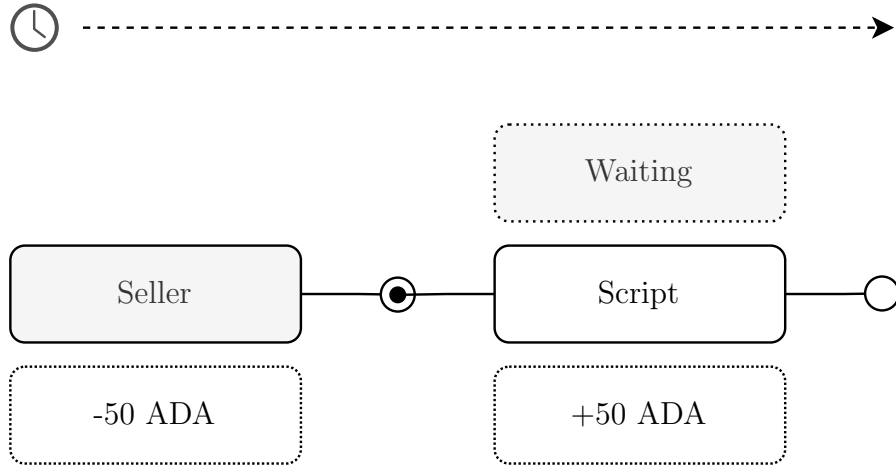 Waiting
Seller
Script
-50 ADA
+50 ADA